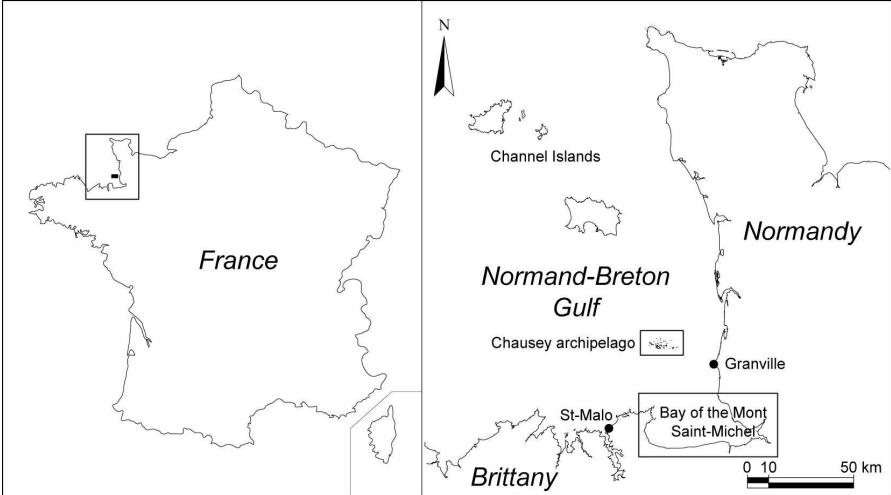 France
N
Channel Islands
Normandy
Normand-Breton
Gulf
Chausey archipelago
Granville
St-Malo
Bay of the Mont
Saint-Michel
Brittany
0 10 50 km